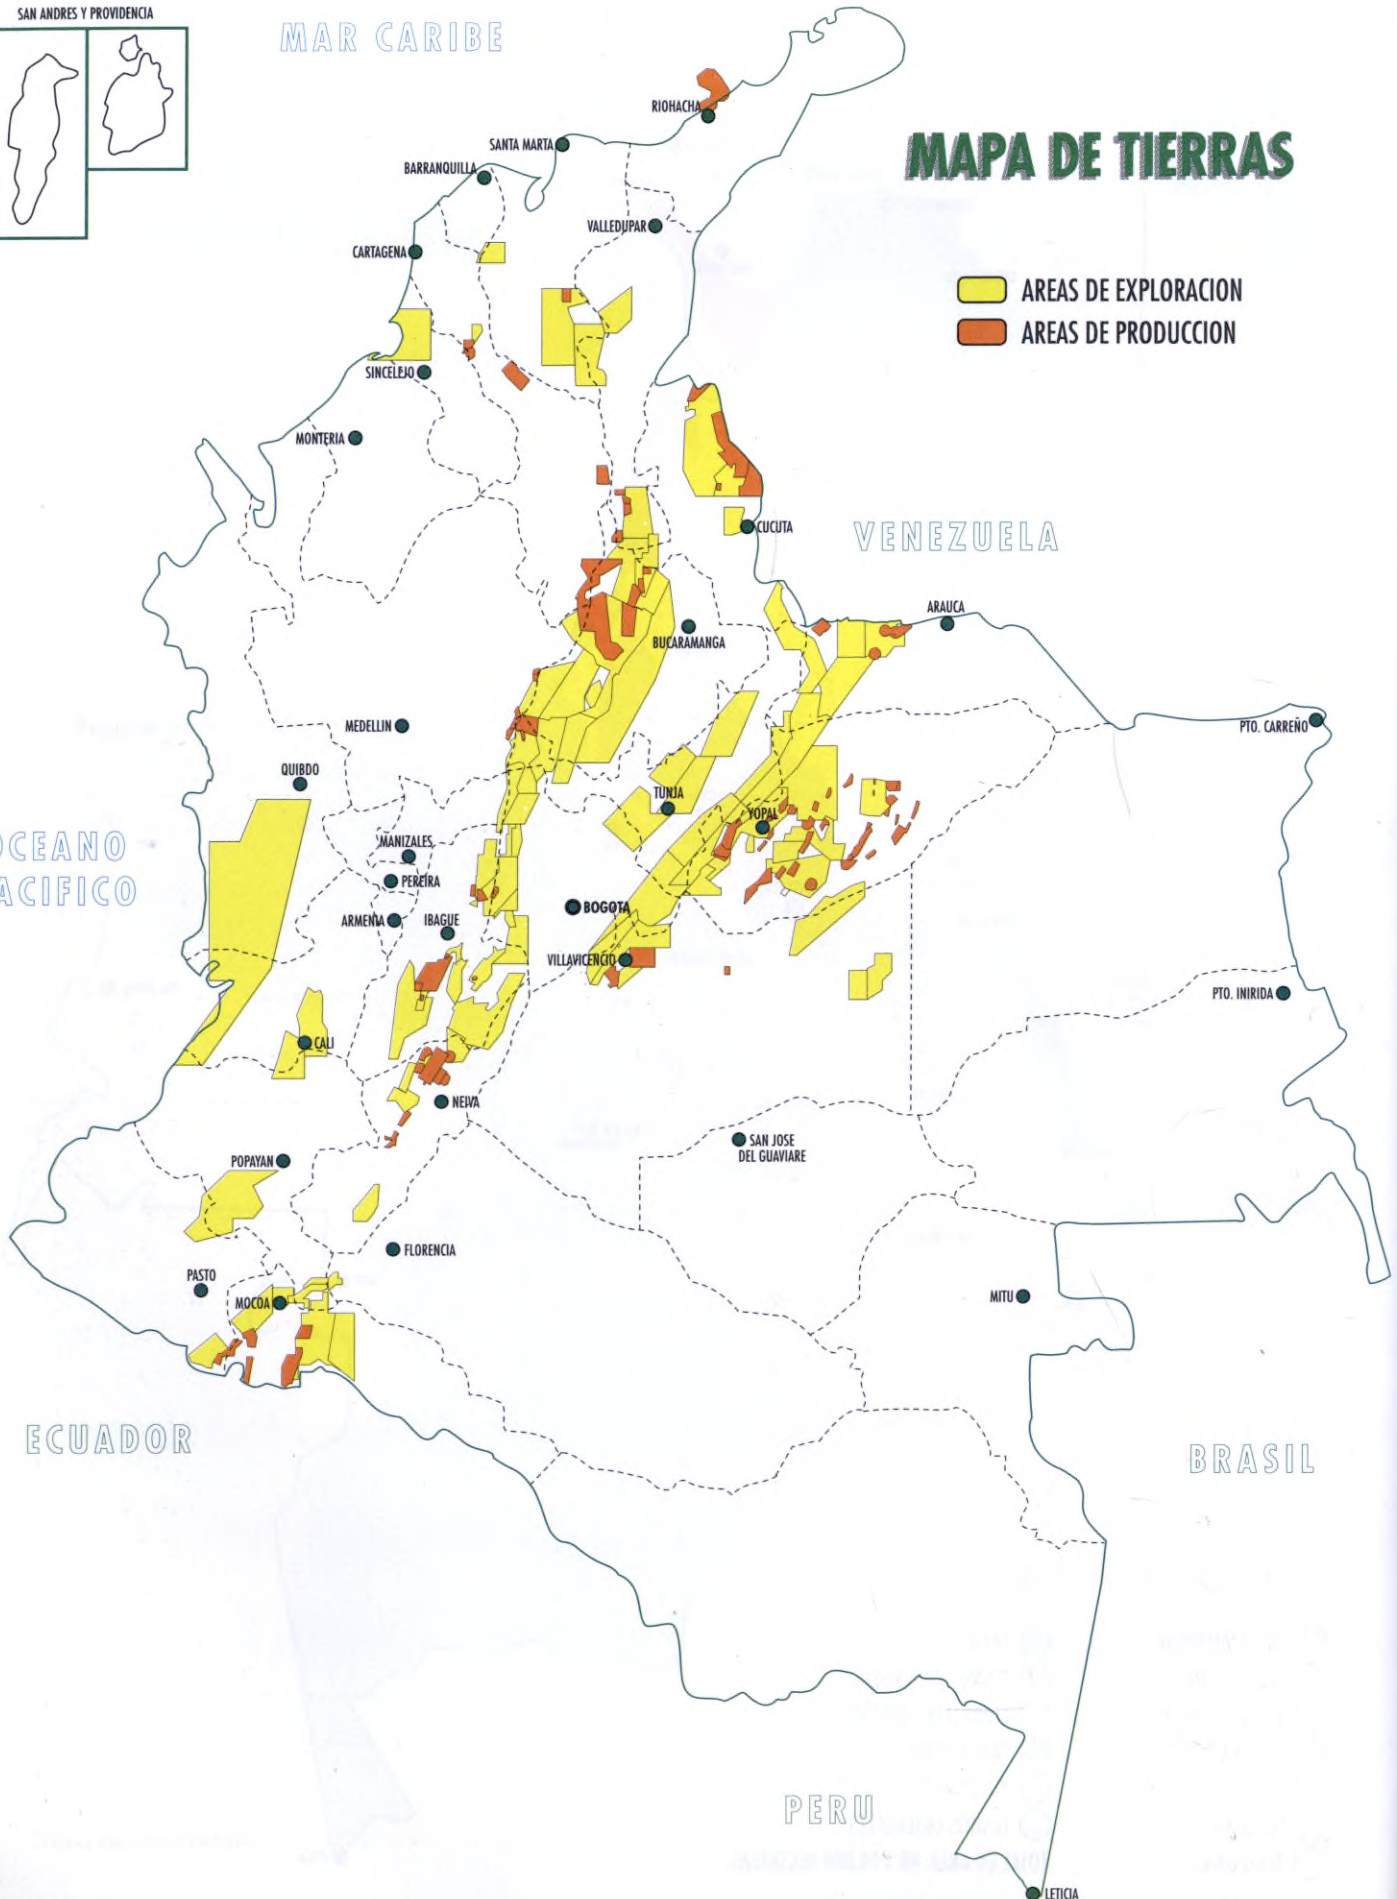 SAN ANDRES Y PROVIDENCIA
MAR CARIBE
RIOHACHA
SANTA MARTA
BARRANQUILLA
MAPA DE TIERRAS
VALLEDUPAR
CARTAGENA
AREAS DE EXPLORACION
AREAS DE PRODUCCION
SINCELEJO
MONTERIA
CUCUTA
VENEZUELA
ARAUCA
BUCARAMANGA
MEDELLIN
PTO. CARREÑO
QUIBDO
TUNJA
YOPAL
OCEANO
PACIFICO
MANIZALES
PEREIRA
ARMENIA
IBAGUE
BOGOTA
VILLAVICENCIO
PTO. INIRIDA
CALI
NEIVA
SAN JOSE
DEL GUAVIARE
POPAYAN
FLORENCIA
PASTO
MOCOA
MITU
ECUADOR
BRASIL
PERU
LETICIA